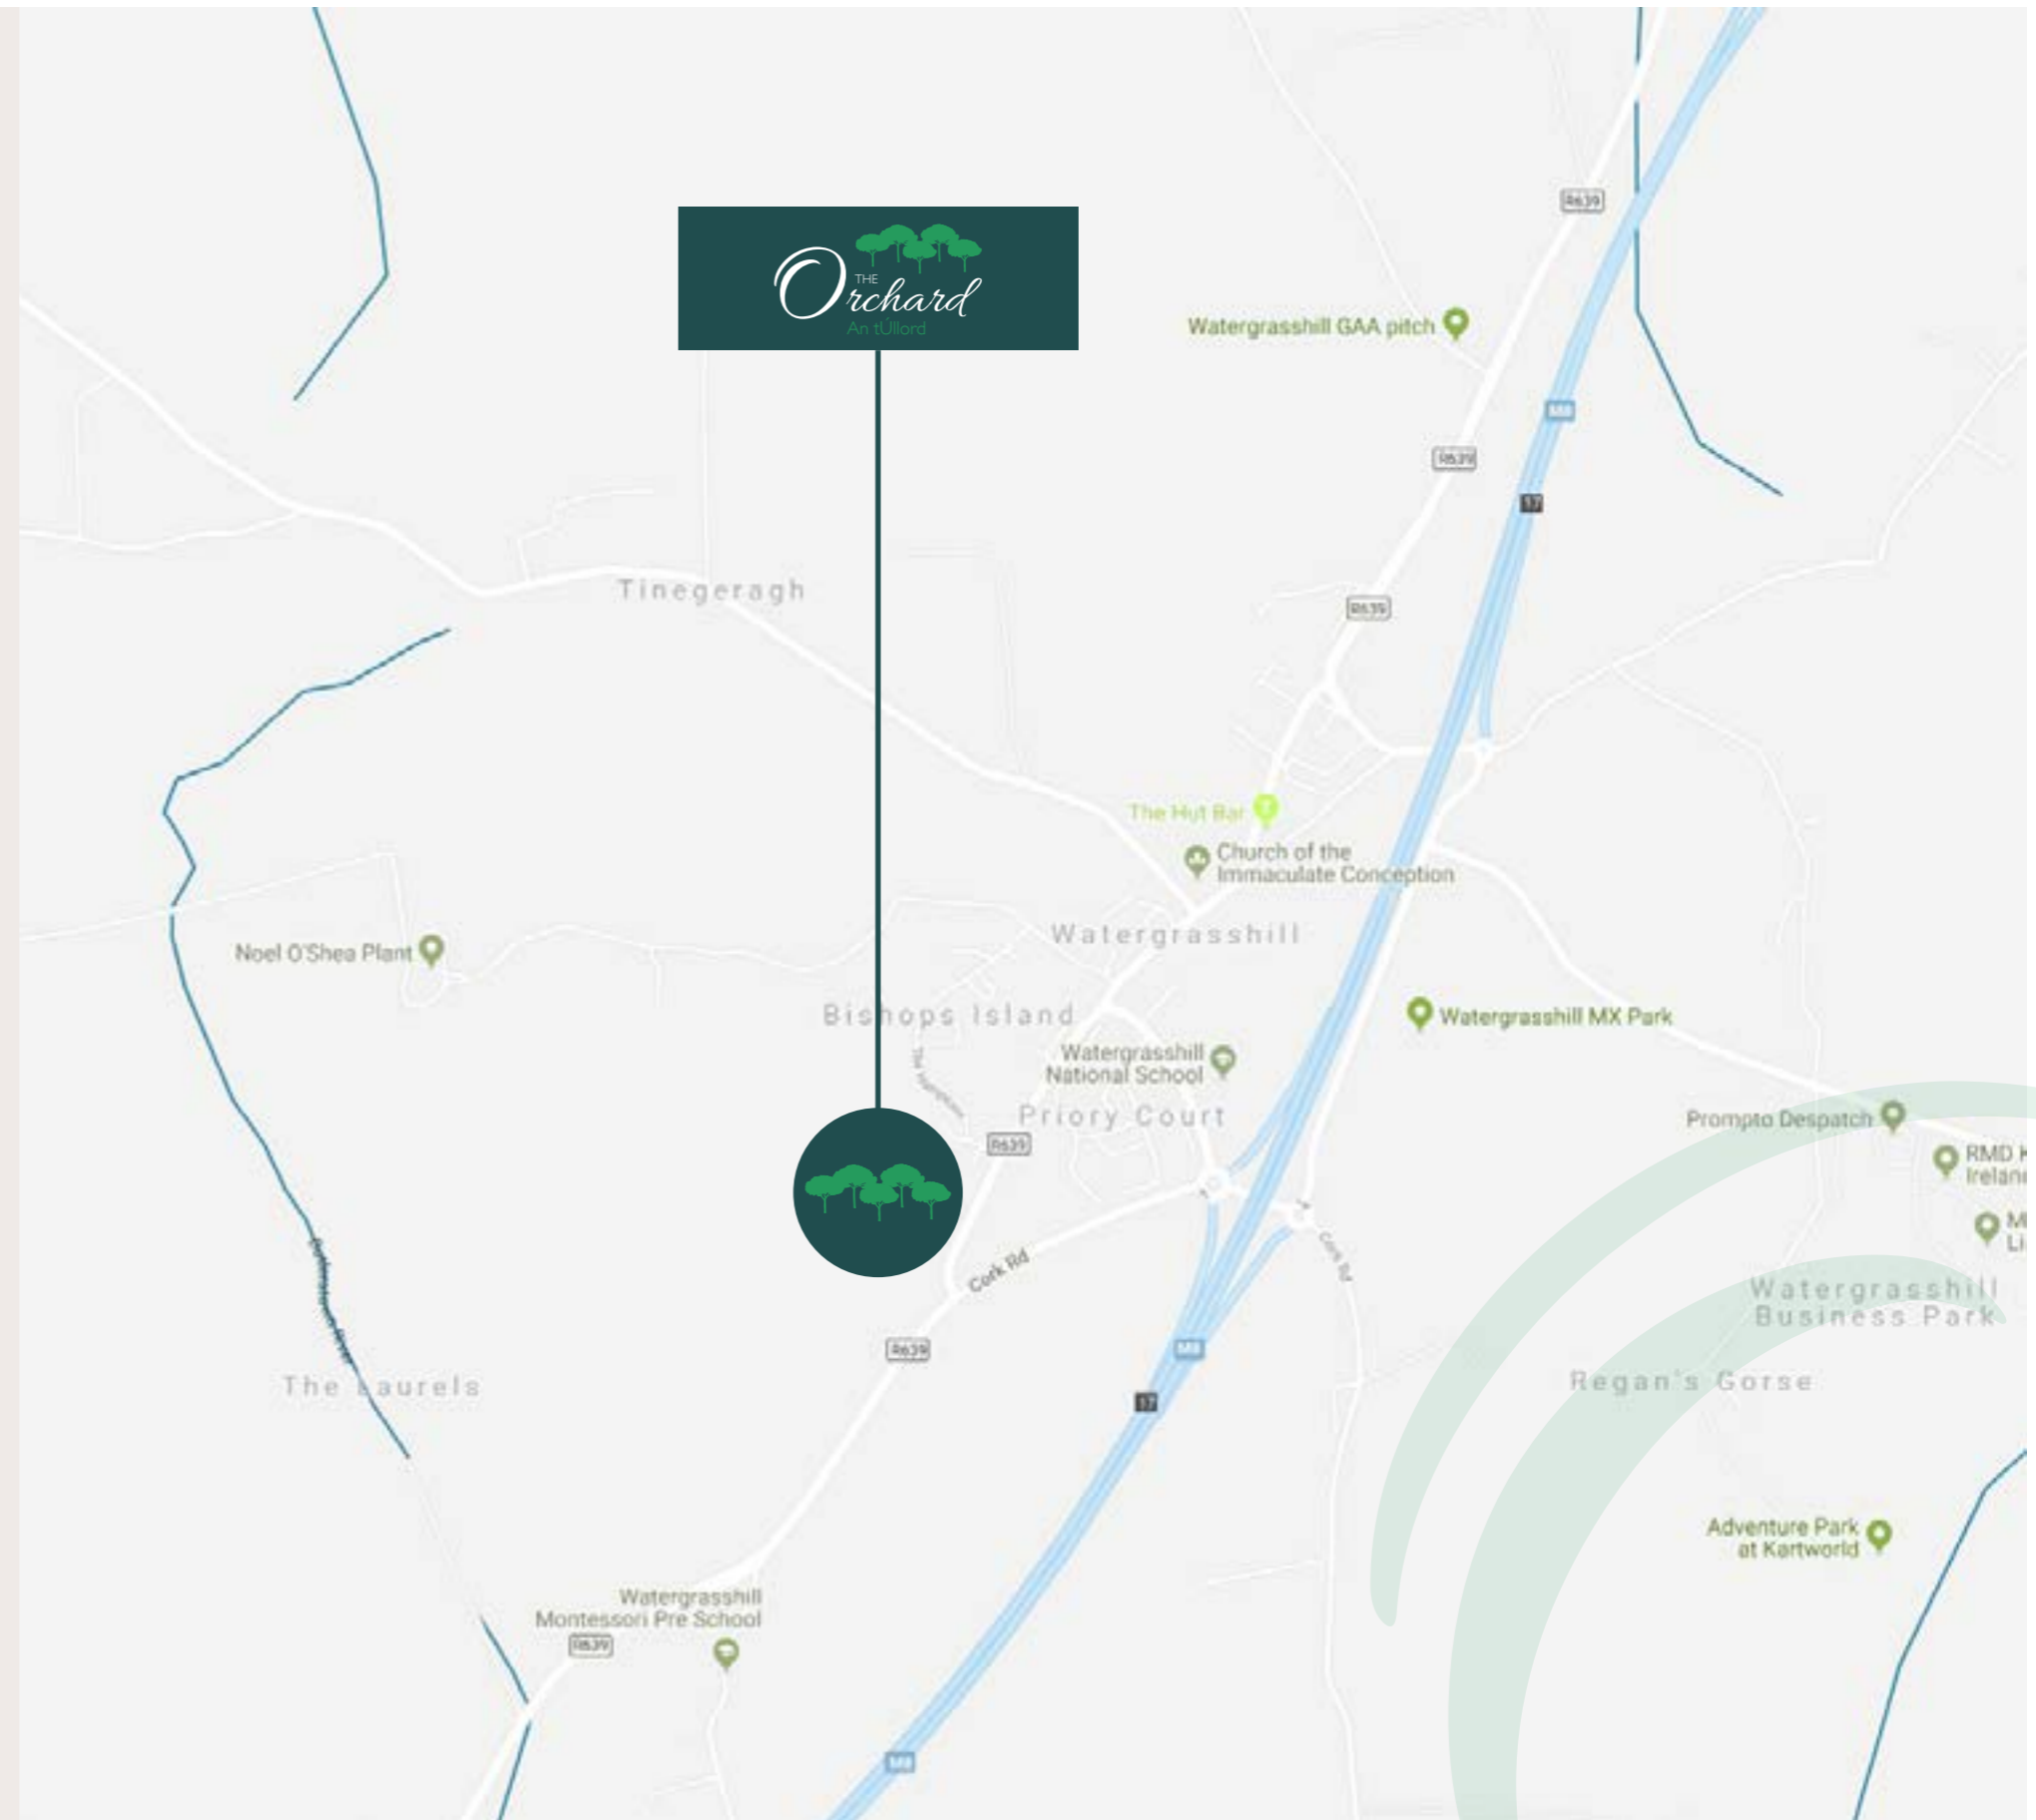 R639
THE
Orchard
An tÚllord
Watergrasshill GAA pitch
M8
R639
17
Tinegeragh
R639
The Hut Bar
Church of the
Immaculate Conception
Watergrasshill
Noel O'Shea Plant
Bishops Island
Watergrasshill MX Park
Watergrasshill
National School
Priory Court
Prompto Despatch
R639
RMD K
Irelan
Cork Rd
Cork Rd
Watergrasshill
Business Park
R639
M8
The Laurels
Regan's Gorse
17
Adventure Park
at Kartworld
Watergrasshill
Montessori Pre School
R639
M8